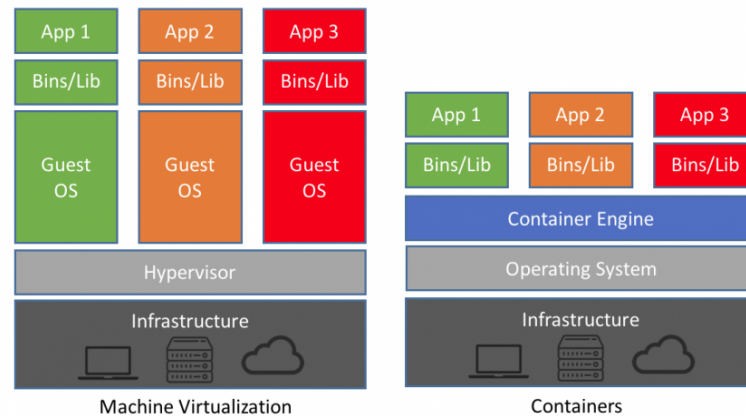 App 1
App 2
App 3
Bins/Lib
Bins/Lib
Bins/Lib
Guest
OS
Guest
OS
Guest
OS
Hypervisor
Infrastructure
Machine Virtualization
App 1
App 2
App 3
Bins/Lib
Bins/Lib
Bins/Lib
Container Engine
Operating System
Infrastructure
Containers